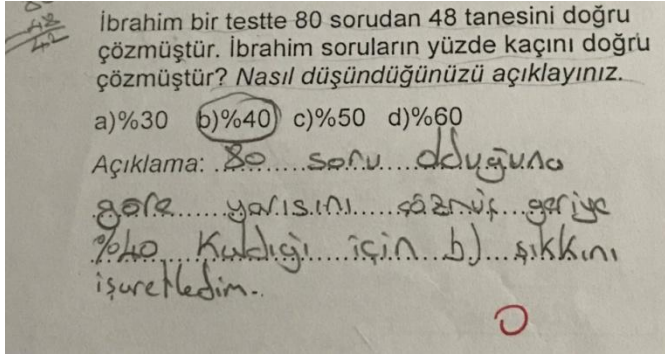 İbrahim bir testte 80 sorudan 48 tanesini doğru
çözmüştür. İbrahim soruların yüzde kaçını doğru
çözmüştür? Nasıl düşündüğünüzü açıklayınız.
a)%30 b)%40 c)%50 d)%60
Açıklama: .80.....soru.....olduğuna
göre......yarısını.....çözmüş...geriye
%40...Kaldığı....için...b)...şıkkını
işaretledim..